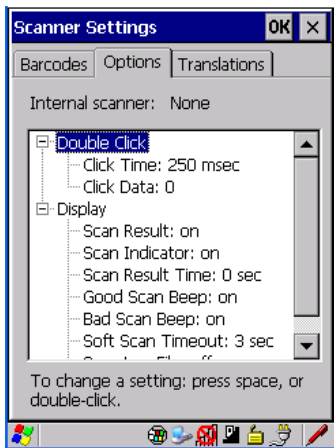 Scanner Settings OK ×
Barcodes Options Translations
Internal scanner: None
Double Click
Click Time: 250 msec
Click Data: 0
Display
Scan Result: on
Scan Indicator: on
Scan Result Time: 0 sec
Good Scan Beep: on
Bad Scan Beep: on
Soft Scan Timeout: 3 sec
To change a setting: press space, or
double-click.